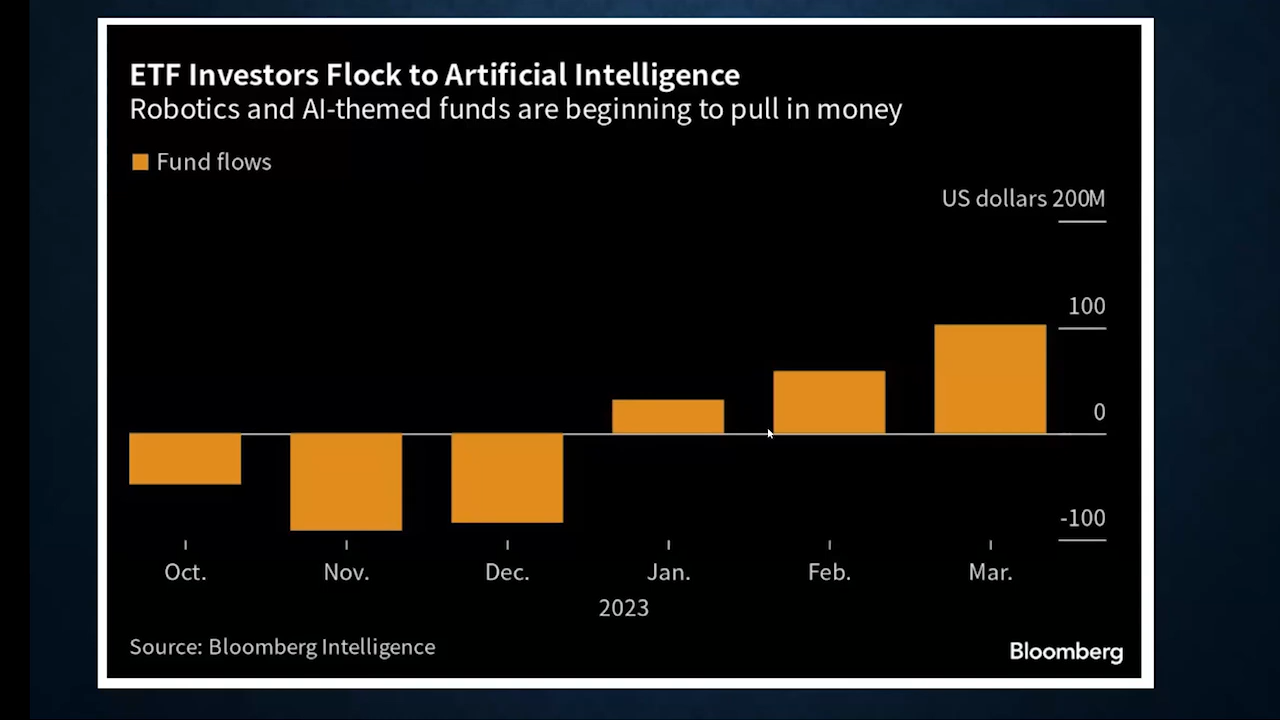 ETF Investors Flock to Artificial Intelligence
Robotics and AI-themed funds are beginning to pull in money
Fund flows
US dollars 200M
100
0
-100
Oct. Nov. Dec. Jan. Feb. Mar.
2023
Source: Bloomberg Intelligence
Bloomberg